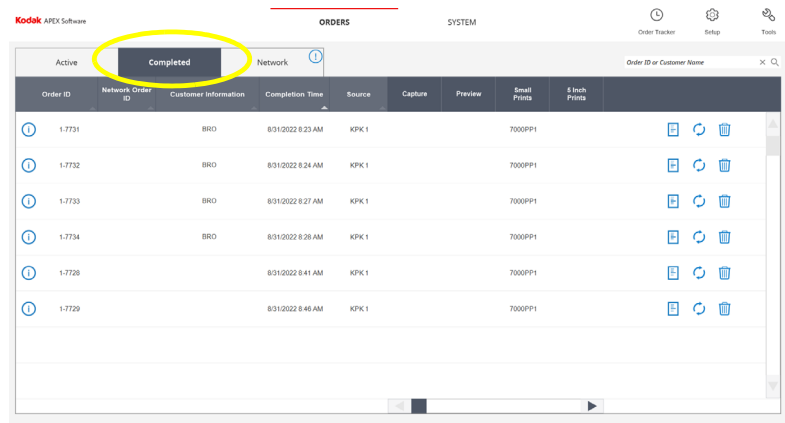 Kodak APEX Software
ORDERS
SYSTEM
Order Tracker
Setup
Tools
Active
Completed
Network
Order ID or Customer Name
Order ID
Network Order ID
Customer Information
Completion Time
Source
Capture
Preview
Small Prints
5 Inch Prints
1-7731 BRO 8/31/2022 8:23 AM KPK 1 7000PP1
1-7732 BRO 8/31/2022 8:24 AM KPK 1 7000PP1
1-7733 BRO 8/31/2022 8:27 AM KPK 1 7000PP1
1-7734 BRO 8/31/2022 8:28 AM KPK 1 7000PP1
1-7728 8/31/2022 8:41 AM KPK 1 7000PP1
1-7729 8/31/2022 8:46 AM KPK 1 7000PP1